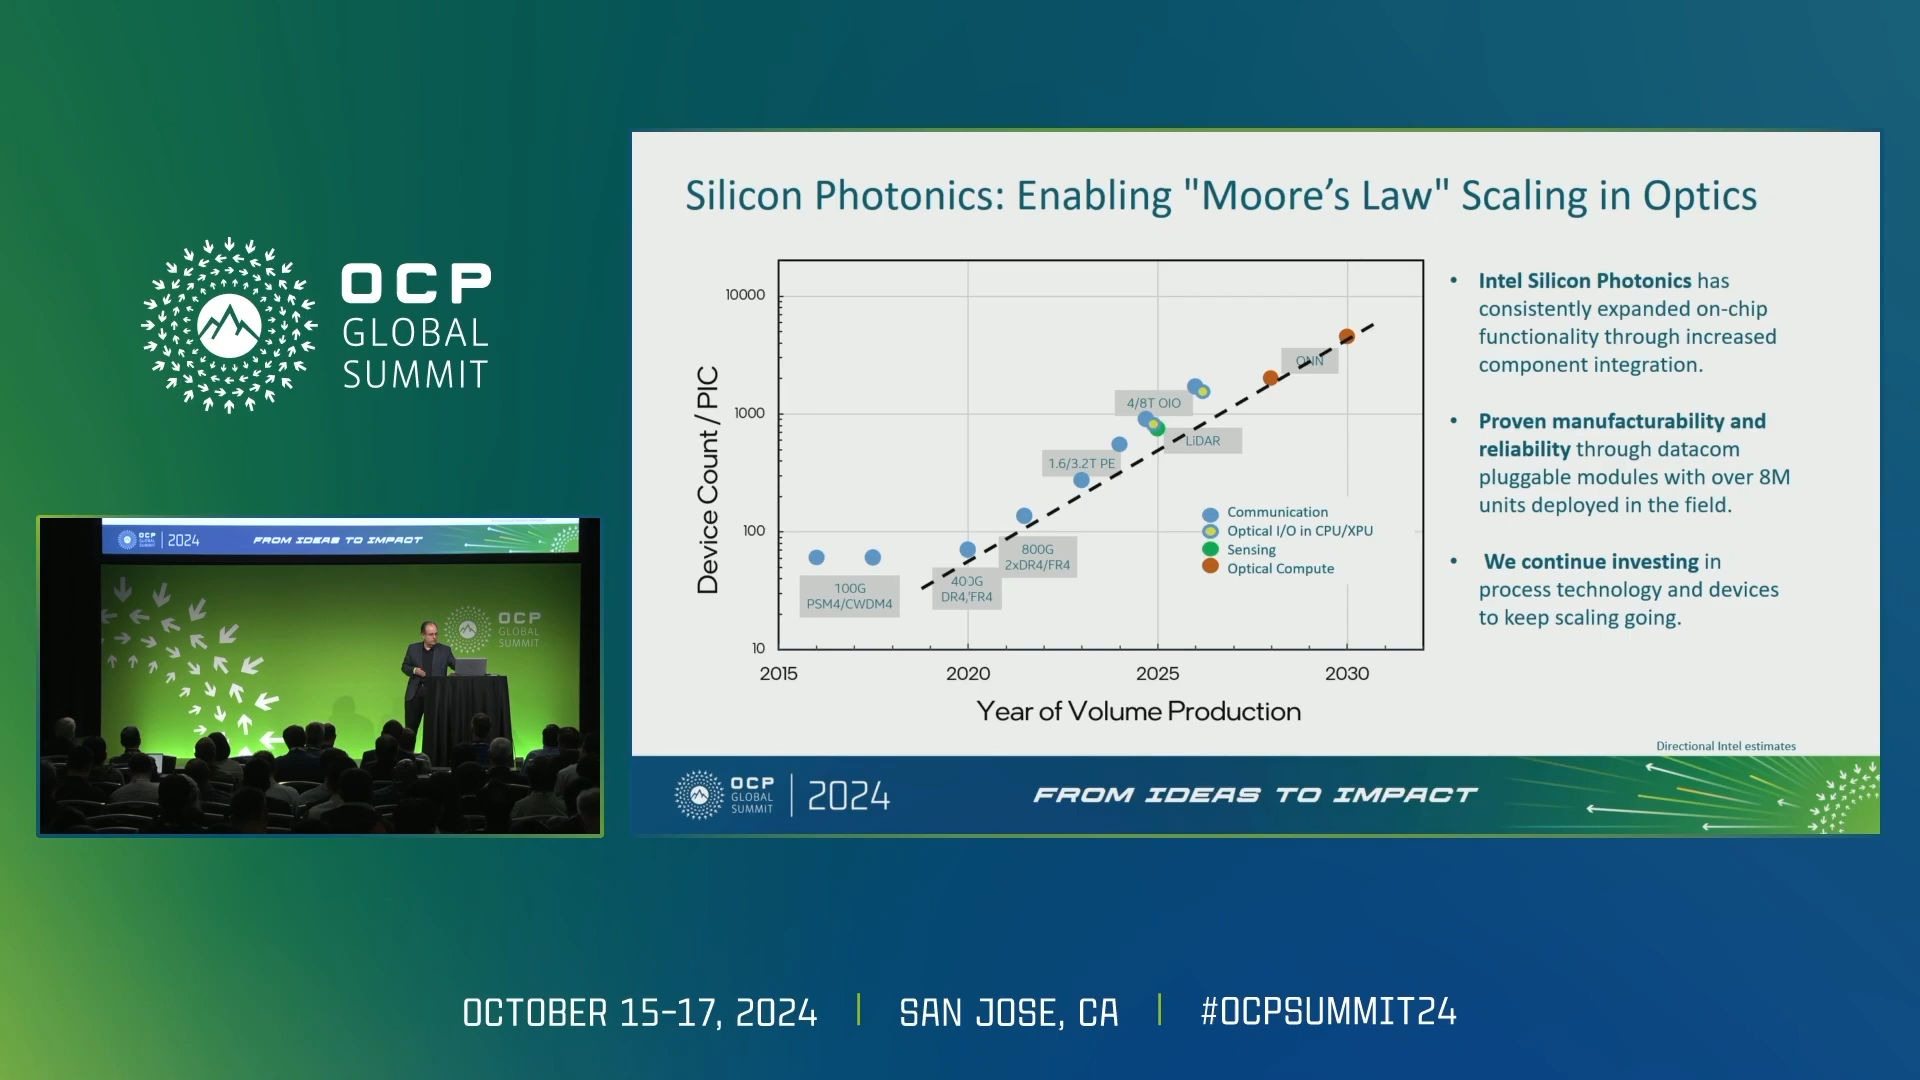 OCP
GLOBAL
SUMMIT
Silicon Photonics: Enabling "Moore’s Law" Scaling in Optics
Device Count / PIC
10000
1000
100
10
2015
2020
2025
2030
Year of Volume Production
100G
PSM4/CWDM4
400G
DR4/FR4
800G
2xDR4/FR4
1.6/3.2T PE
4/8T OIO
LiDAR
ONN
Communication
Optical I/O in CPU/XPU
Sensing
Optical Compute
• Intel Silicon Photonics has
consistently expanded on-chip
functionality through increased
component integration.
• Proven manufacturability and
reliability through datacom
pluggable modules with over 8M
units deployed in the field.
• We continue investing in
process technology and devices
to keep scaling going.
Directional Intel estimates
OCP
GLOBAL
SUMMIT
2024
FROM IDEAS TO IMPACT
OCP
GLOBAL
SUMMIT
2024
FROM IDEAS TO IMPACT
OCP
GLOBAL
SUMMIT
OCTOBER 15-17, 2024 | SAN JOSE, CA | #OCPSUMMIT24